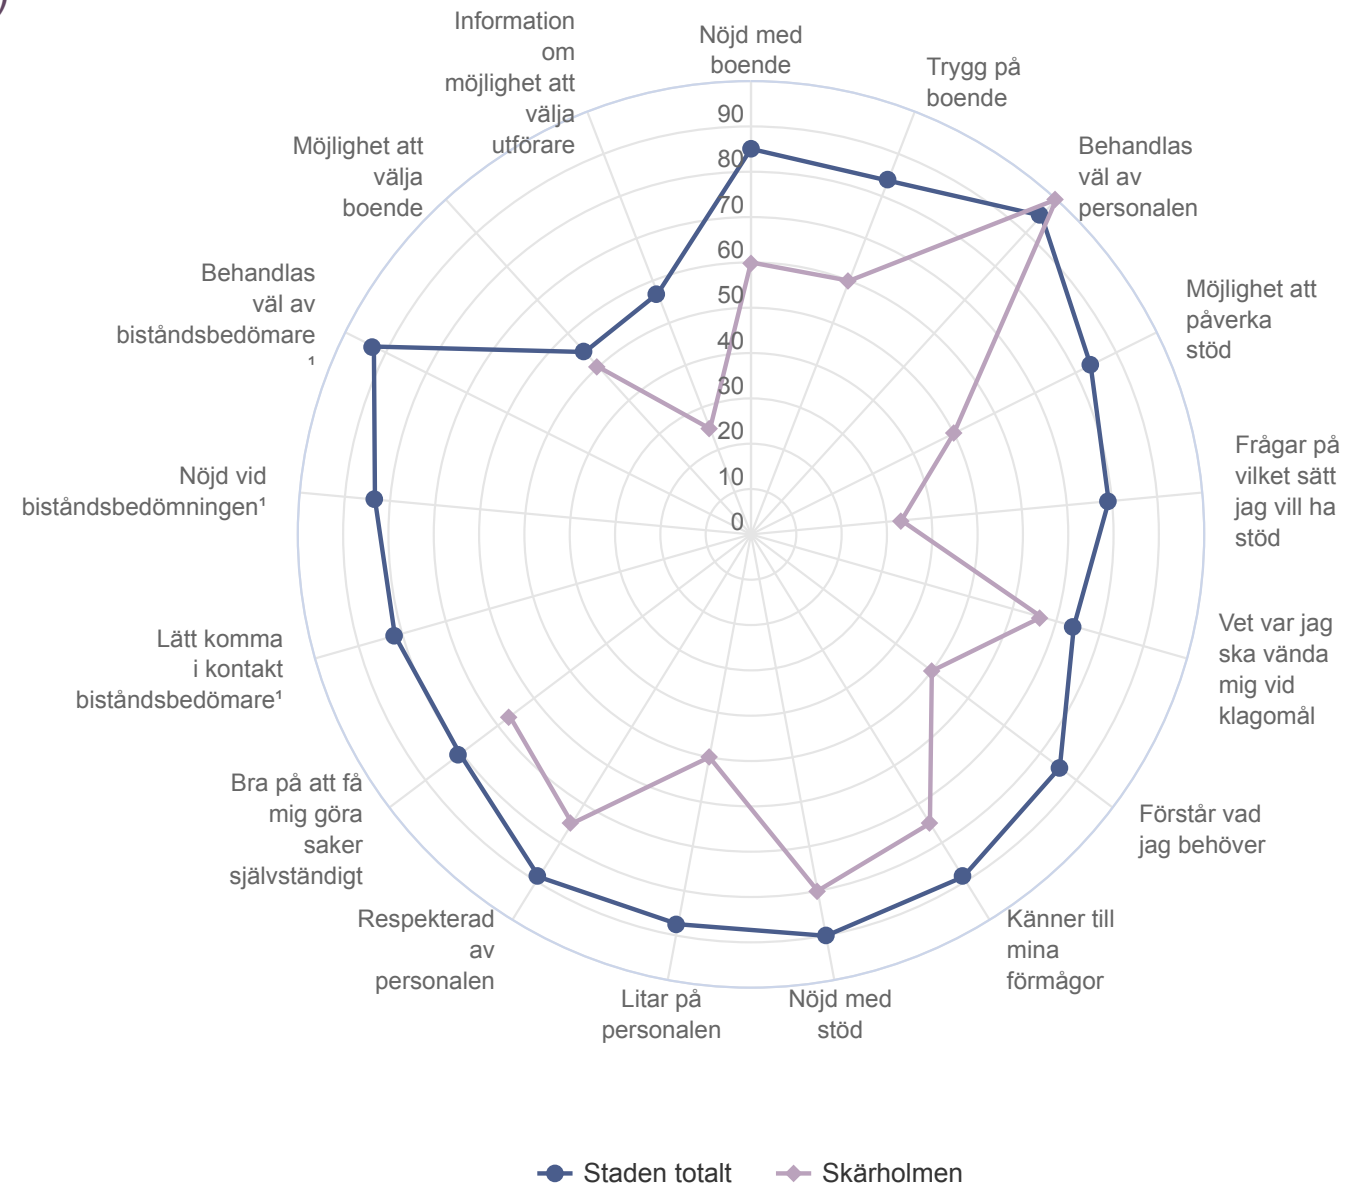 Nöjd med
boende
Trygg på
boende
Behandlas
väl av
personalen
Möjlighet att
påverka
stöd
Frågar på
vilket sätt
jag vill ha
stöd
Vet var jag
ska vända
mig vid
klagomål
Förstår vad
jag behöver
Känner till
mina
förmågor
Nöjd med
stöd
Litar på
personalen
Respekterad
av
personalen
Bra på att få
mig göra
saker
självständigt
Lätt komma
i kontakt
biståndsbedömare¹
Nöjd vid
biståndsbedömningen¹
Behandlas
väl av
biståndsbedömare
¹
Möjlighet att
välja
boende
Information
om
möjlighet att
välja
utförare
90
80
70
60
50
40
30
20
10
0
Staden totalt
Skärholmen